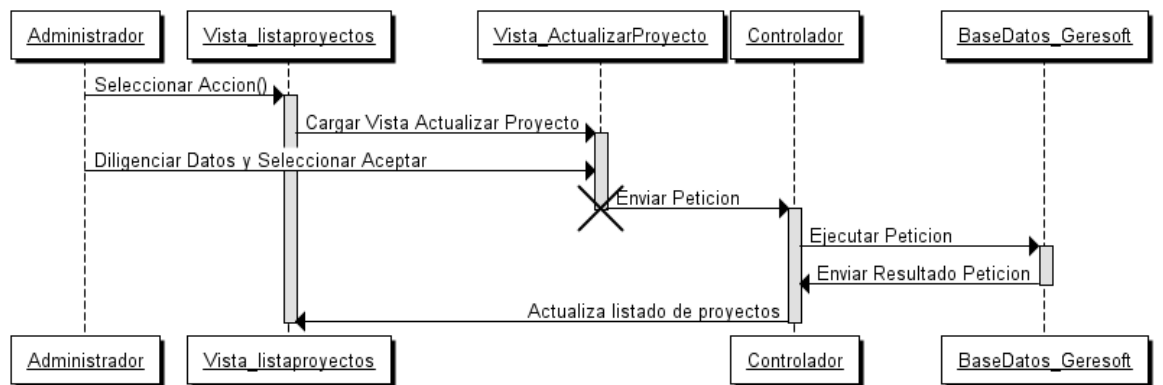 Administrador
Vista_listaproyectos
Vista_ActualizarProyecto
Controlador
BaseDatos_Geresoft
Seleccionar Accion()
Cargar Vista Actualizar Proyecto
Diligenciar Datos y Seleccionar Aceptar
Enviar Peticion
Ejecutar Peticion
Enviar Resultado Peticion
Actualiza listado de proyectos
Administrador
Vista_listaproyectos
Controlador
BaseDatos_Geresoft